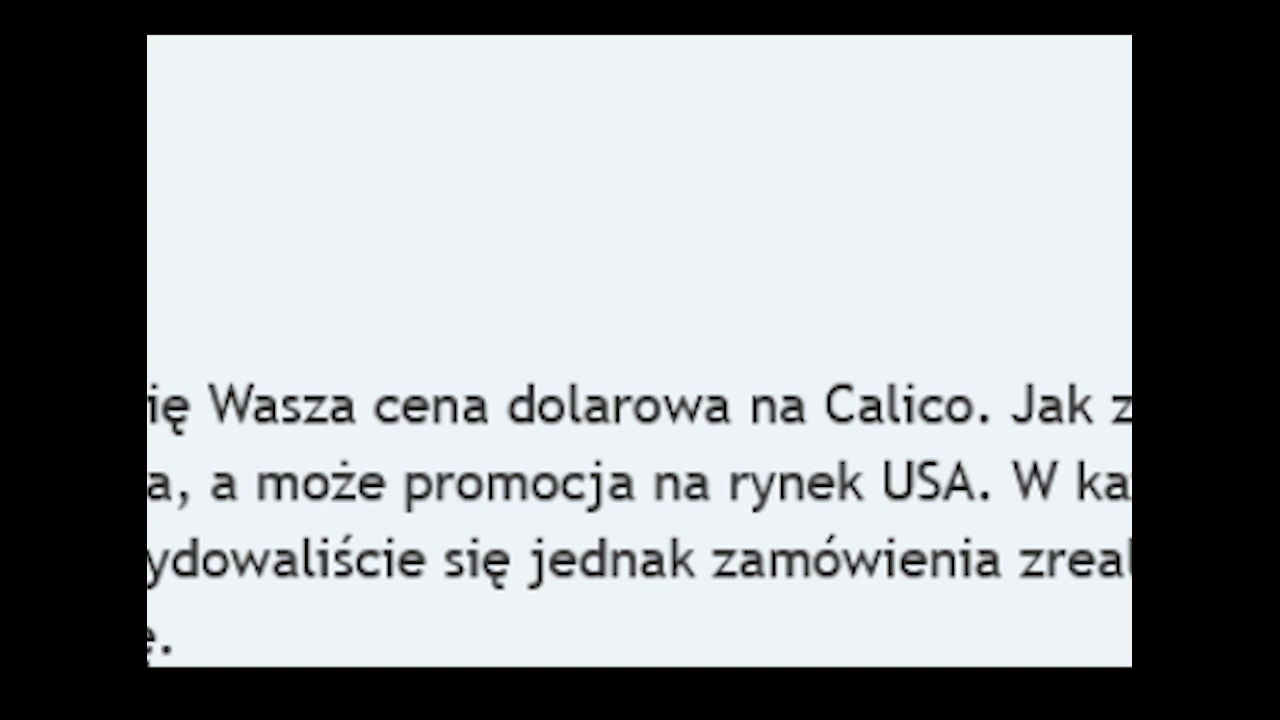 ię Wasza cena dolarowa na Calico. Jak z
a, a może promocja na rynek USA. W ka
ydowaliście się jednak zamówienia zreal
ę.